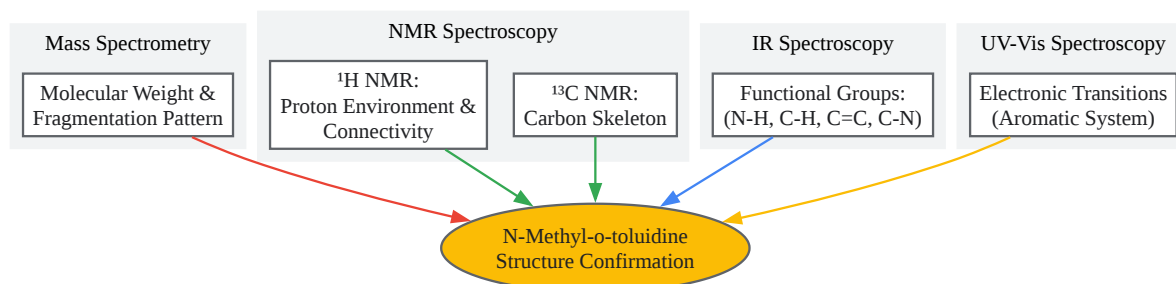 Mass Spectrometry
Molecular Weight &
Fragmentation Pattern
NMR Spectroscopy
¹H NMR:
Proton Environment &
Connectivity
¹³C NMR:
Carbon Skeleton
IR Spectroscopy
Functional Groups:
(N-H, C-H, C=C, C-N)
UV-Vis Spectroscopy
Electronic Transitions
(Aromatic System)
N-Methyl-o-toluidine
Structure Confirmation